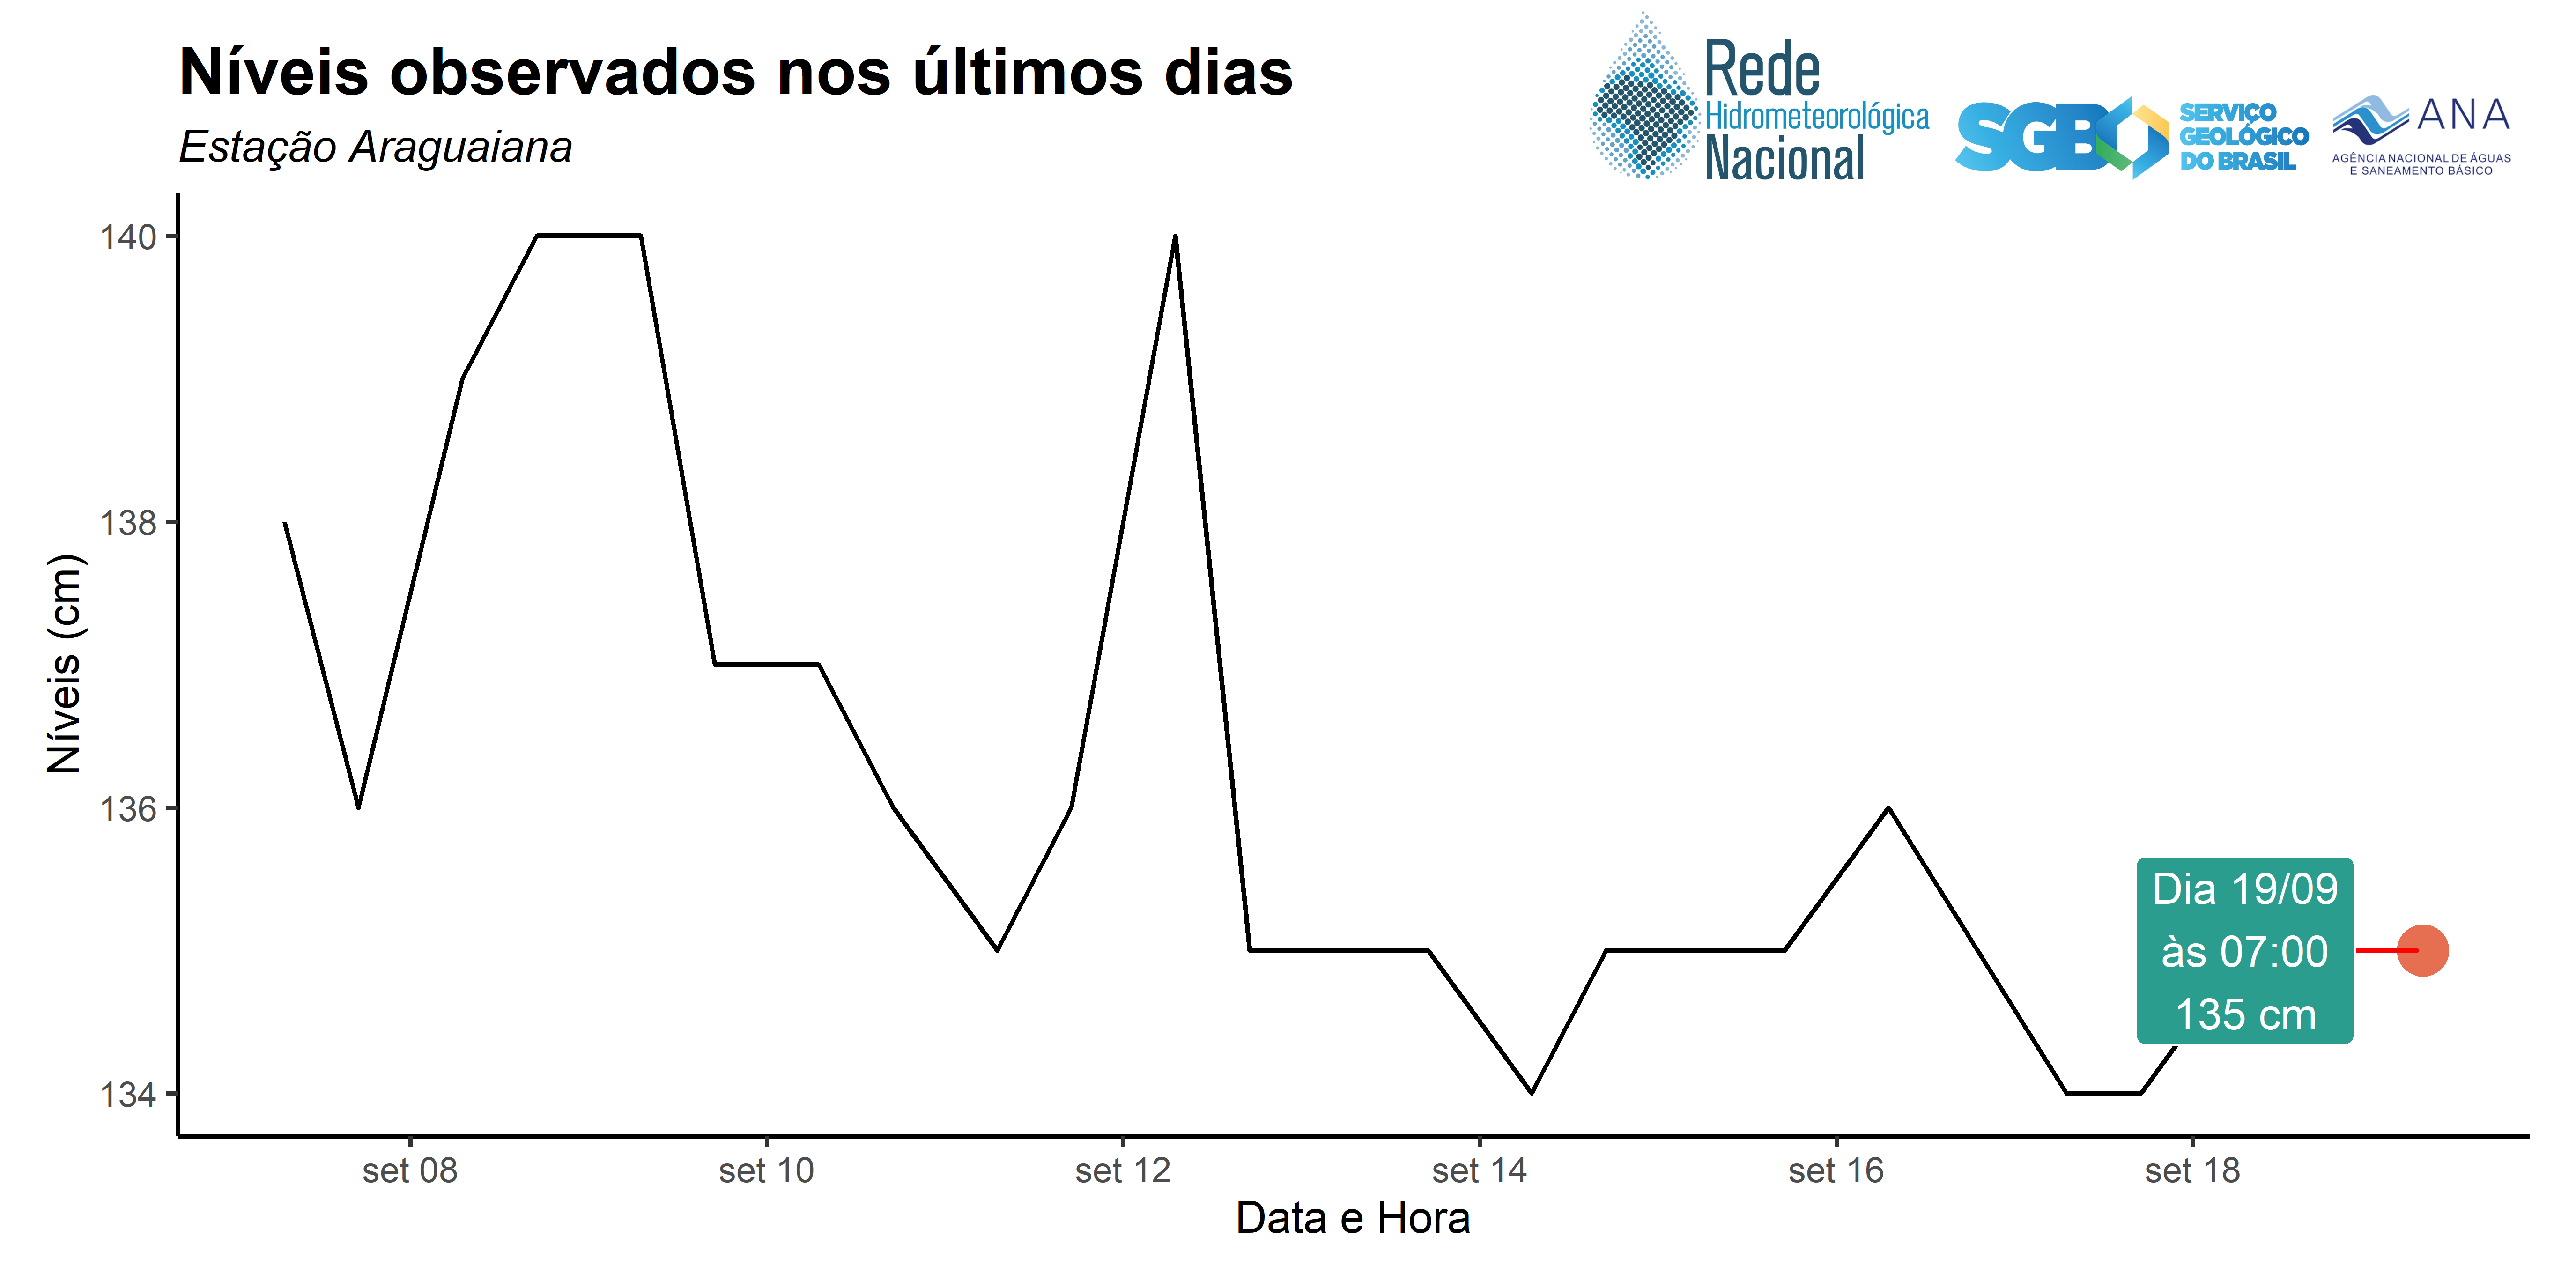 Níveis observados nos últimos dias
Estação Araguaiana
Rede
Hidrometeorológica
Nacional
SGB
SERVIÇO
GEOLÓGICO
DO BRASIL
ANA
AGÊNCIA NACIONAL DE ÁGUAS
E SANEAMENTO BÁSICO
Níveis (cm)
140
138
136
134
Dia 19/09
às 07:00
135 cm
set 08
set 10
set 12
set 14
set 16
set 18
Data e Hora